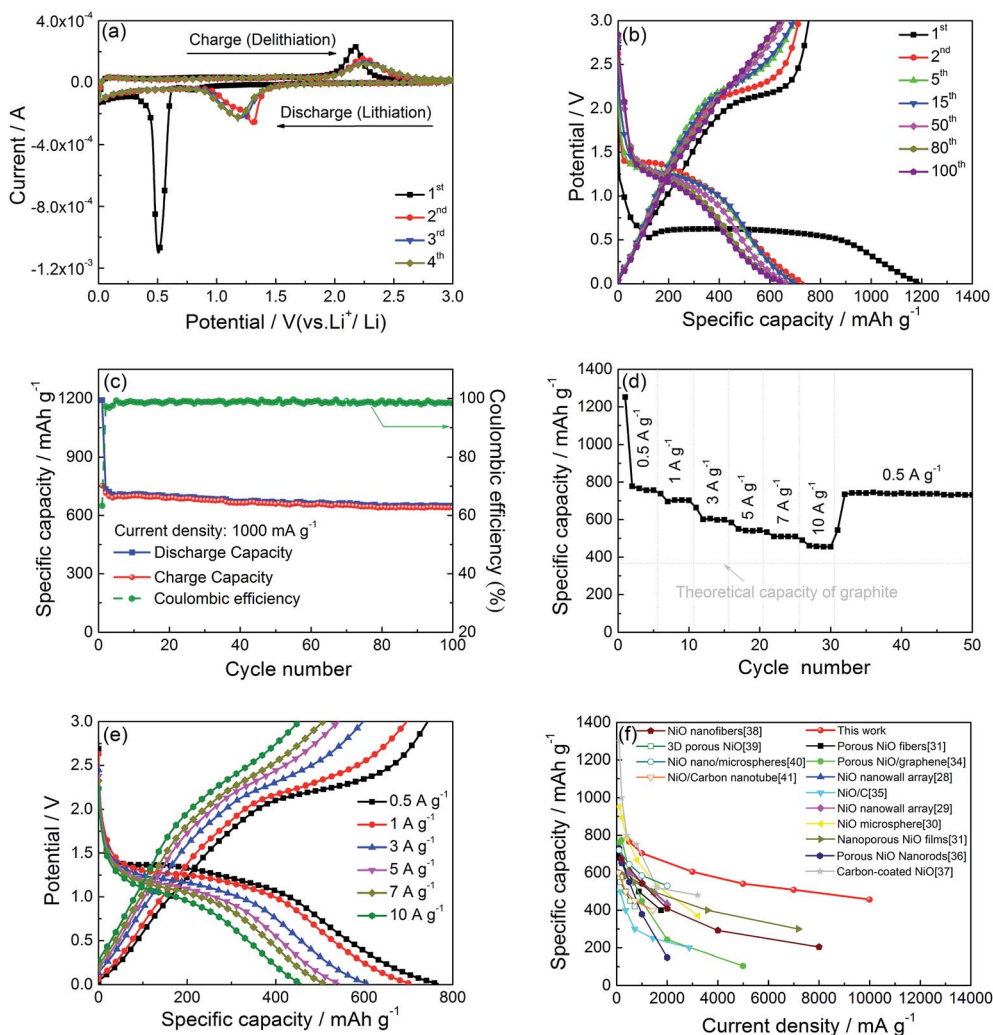 (a)
Charge (Delithiation)
Discharge (Lithiation)
1st
2nd
3rd
4th
4.0x10-4
0.0
-4.0x10-4
-8.0x10-4
-1.2x10-3
Current / A
0.0 0.5 1.0 1.5 2.0 2.5 3.0
Potential / V(vs.Li+/ Li)
(b)
1st
2nd
5th
15th
50th
80th
100th
3.0
2.5
2.0
1.5
1.0
0.5
0.0
Potential / V
0 200 400 600 800 1000 1200 1400
Specific capacity / mAh g-1
(c)
1200
900
600
300
0
Specific capacity / mAh g-1
Current density: 1000 mA g-1
Discharge Capacity
Charge Capacity
Coulombic efficiency
100
80
60
40
20
Coulombic efficiency (%)
0 20 40 60 80 100
Cycle number
(d)
1400
1200
1000
800
600
400
200
0
Specific capacity / mAh g-1
0.5 A g-1
1 A g-1
3 A g-1
5 A g-1
7 A g-1
10 A g-1
0.5 A g-1
Theoretical capacity of graphite
0 10 20 30 40 50
Cycle number
(e)
3.0
2.5
2.0
1.5
1.0
0.5
0.0
Potential / V
0.5 A g-1
1 A g-1
3 A g-1
5 A g-1
7 A g-1
10 A g-1
0 200 400 600 800
Specific capacity / mAh g-1
(f)
1400
1200
1000
800
600
400
200
0
Specific capacity / mAh g-1
NiO nanofibers[38]
3D porous NiO[39]
NiO nano/microspheres[40]
NiO/Carbon nanotube[41]
This work
Porous NiO fibers[31]
Porous NiO/graphene[34]
NiO nanowall array[28]
NiO/C[35]
NiO nanowall array[29]
NiO microsphere[30]
Nanoporous NiO films[31]
Porous NiO Nanorods[36]
Carbon-coated NiO[37]
0 2000 4000 6000 8000 10000 12000 14000
Current density / mA g-1